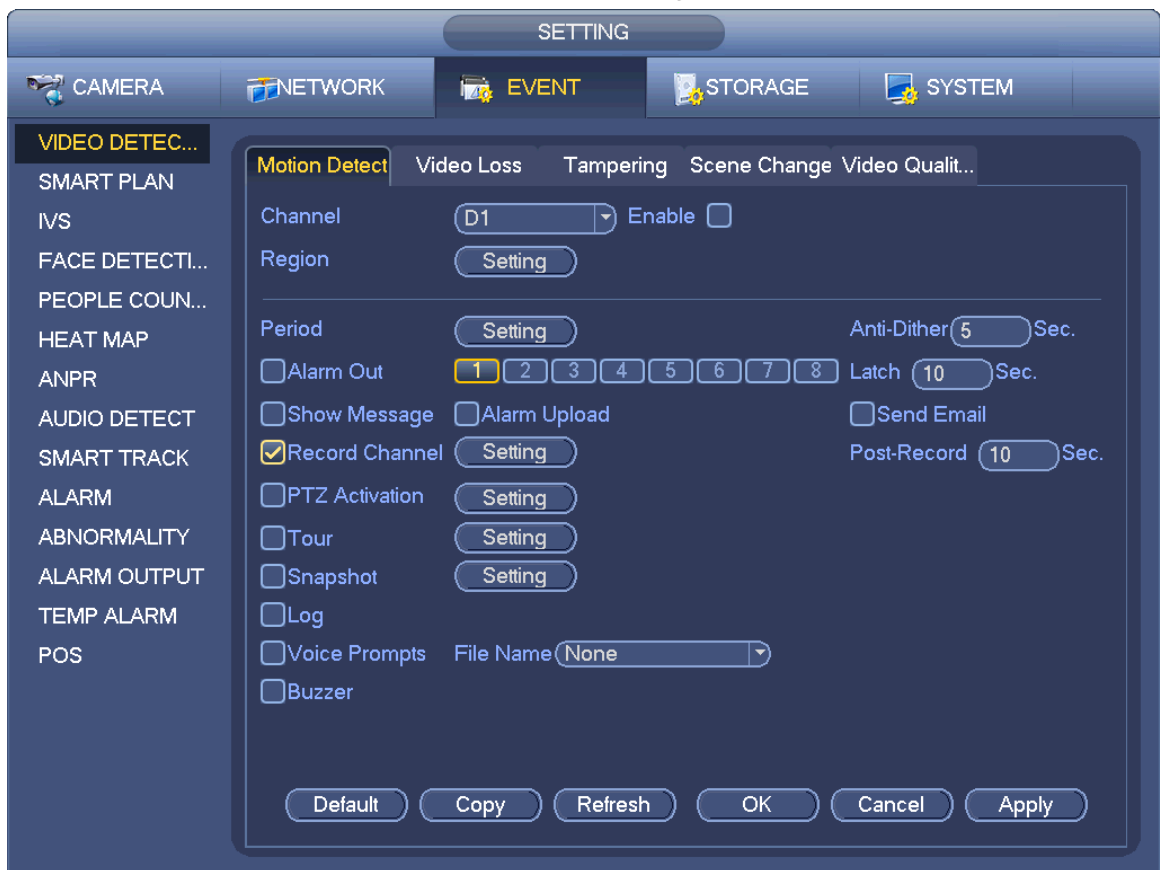 SETTING
CAMERA NETWORK EVENT STORAGE SYSTEM
VIDEO DETEC...
SMART PLAN
IVS
FACE DETECTI...
PEOPLE COUN...
HEAT MAP
ANPR
AUDIO DETECT
SMART TRACK
ALARM
ABNORMALITY
ALARM OUTPUT
TEMP ALARM
POS
Motion Detect Video Loss Tampering Scene Change Video Qualit...
Channel D1 Enable
Region Setting
Period Setting Anti-Dither 5 Sec.
Alarm Out 1 2 3 4 5 6 7 8 Latch 10 Sec.
Show Message Alarm Upload Send Email
Record Channel Setting Post-Record 10 Sec.
PTZ Activation Setting
Tour Setting
Snapshot Setting
Log
Voice Prompts File Name None
Buzzer
Default Copy Refresh OK Cancel Apply